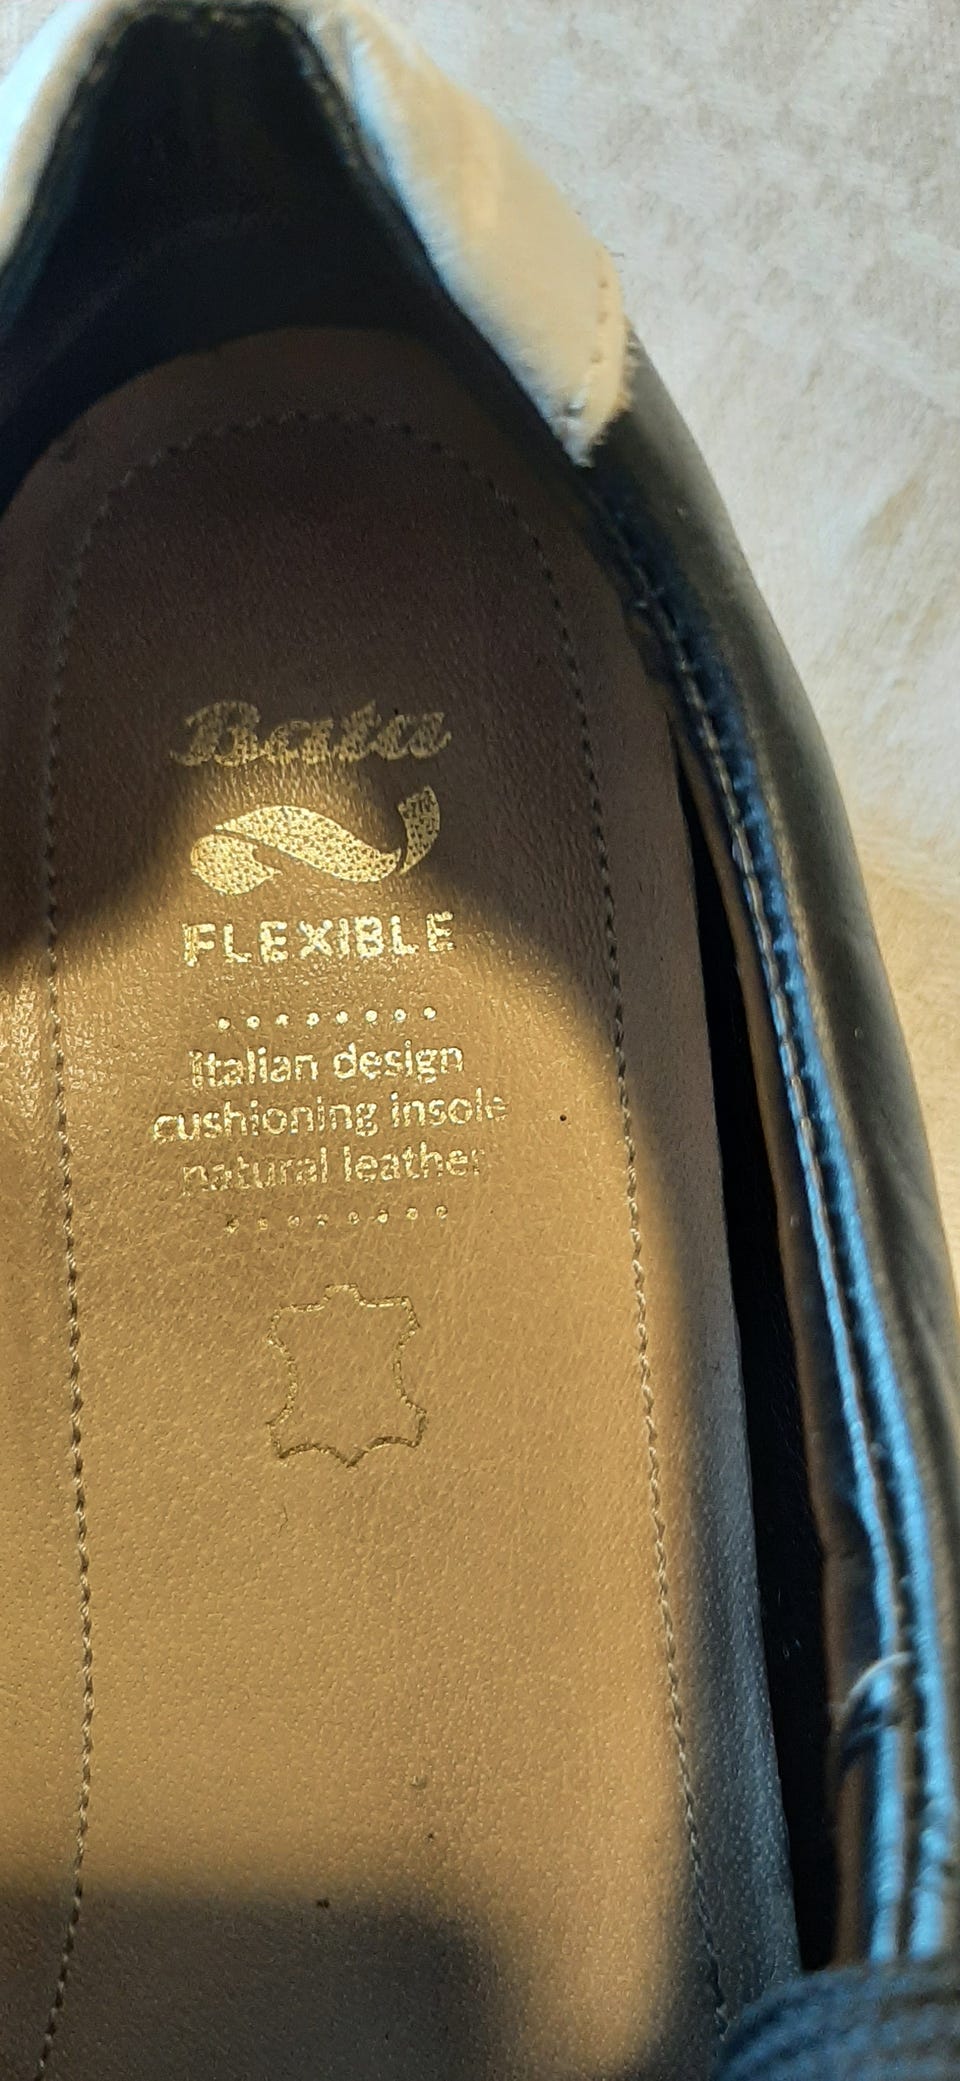 Bata
FLEXIBLE
Italian design
cushioning insole
natural leather